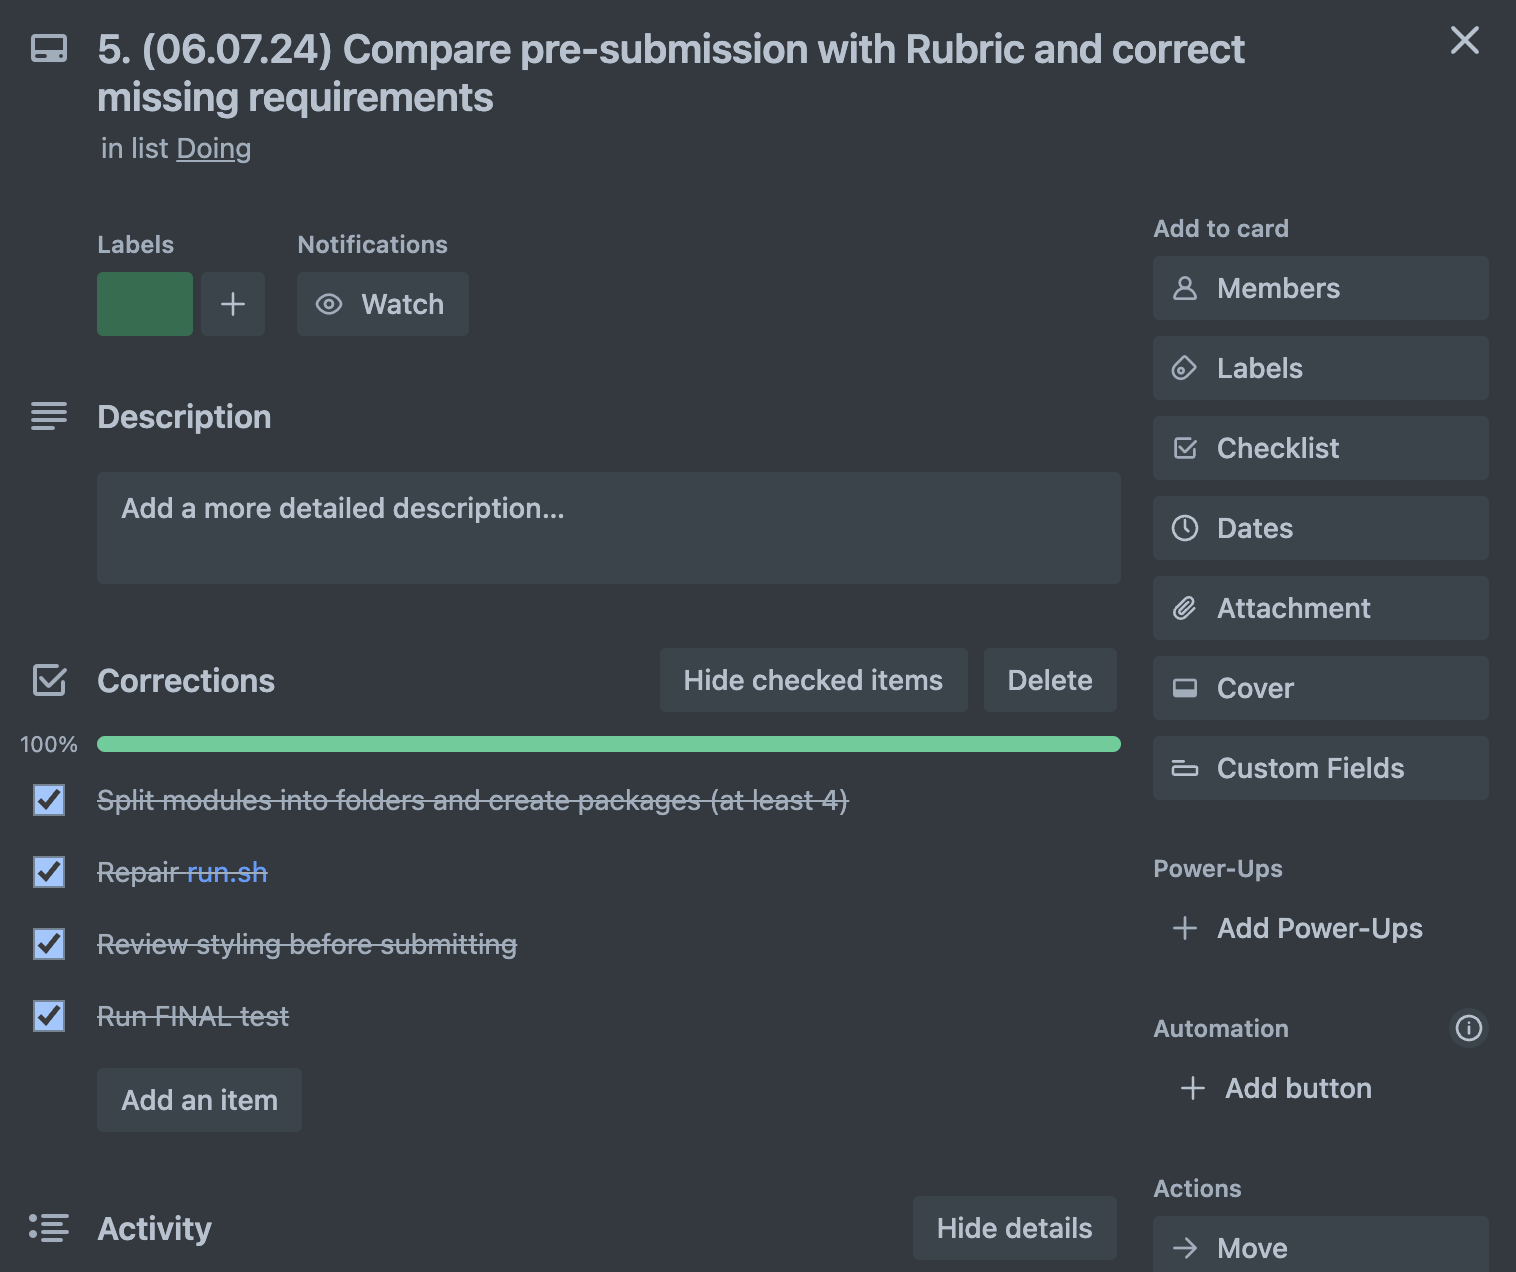 5. (06.07.24) Compare pre-submission with Rubric and correct
missing requirements
in list Doing
Labels
Notifications
Watch
Description
Add a more detailed description...
Corrections
Hide checked items
Delete
100%
Split modules into folders and create packages (at least 4)
Repair run.sh
Review styling before submitting
Run FINAL test
Add an item
Activity
Hide details
Add to card
Members
Labels
Checklist
Dates
Attachment
Cover
Custom Fields
Power-Ups
Add Power-Ups
Automation
Add button
Actions
Move